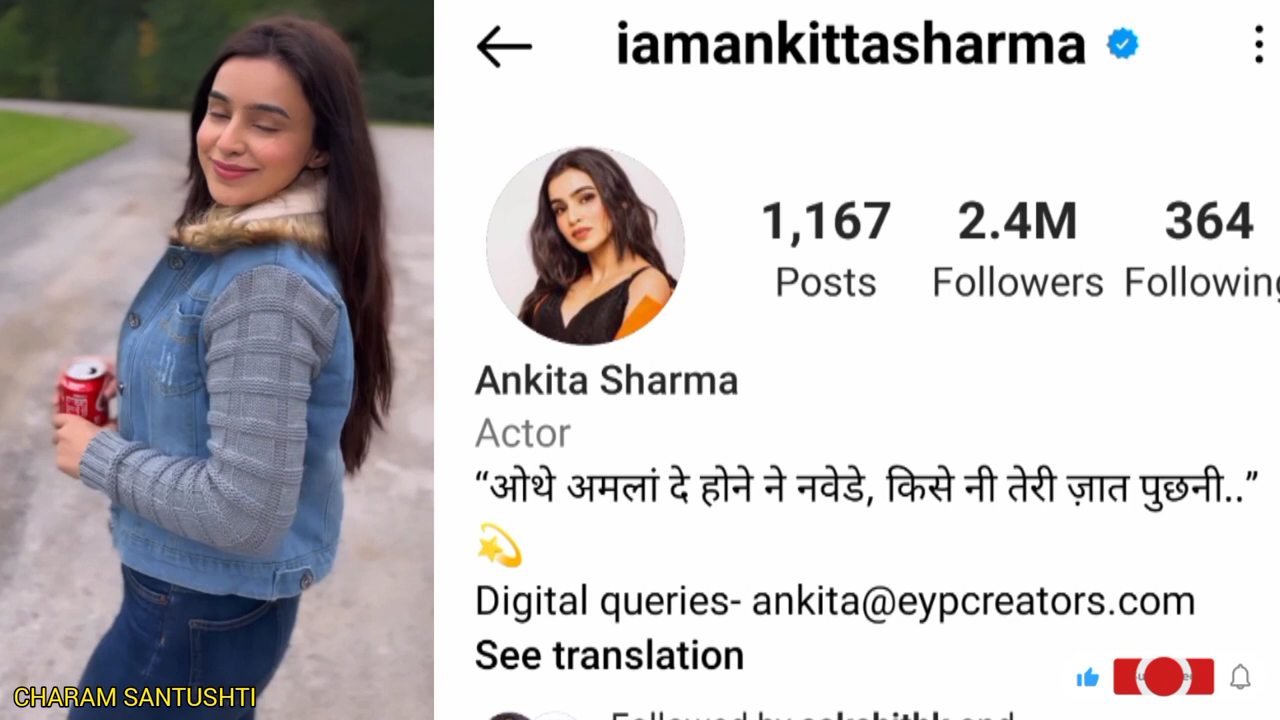 iamankittasharma
1,167 2.4M 364
Posts Followers Following
Ankita Sharma
Actor
“ओथे अमलां दे होने ने नवेडे, किसे नी तेरी ज़ात पुछनी..”
Digital queries- ankita@eypcreators.com
See translation
CHARAM SANTUSHTI